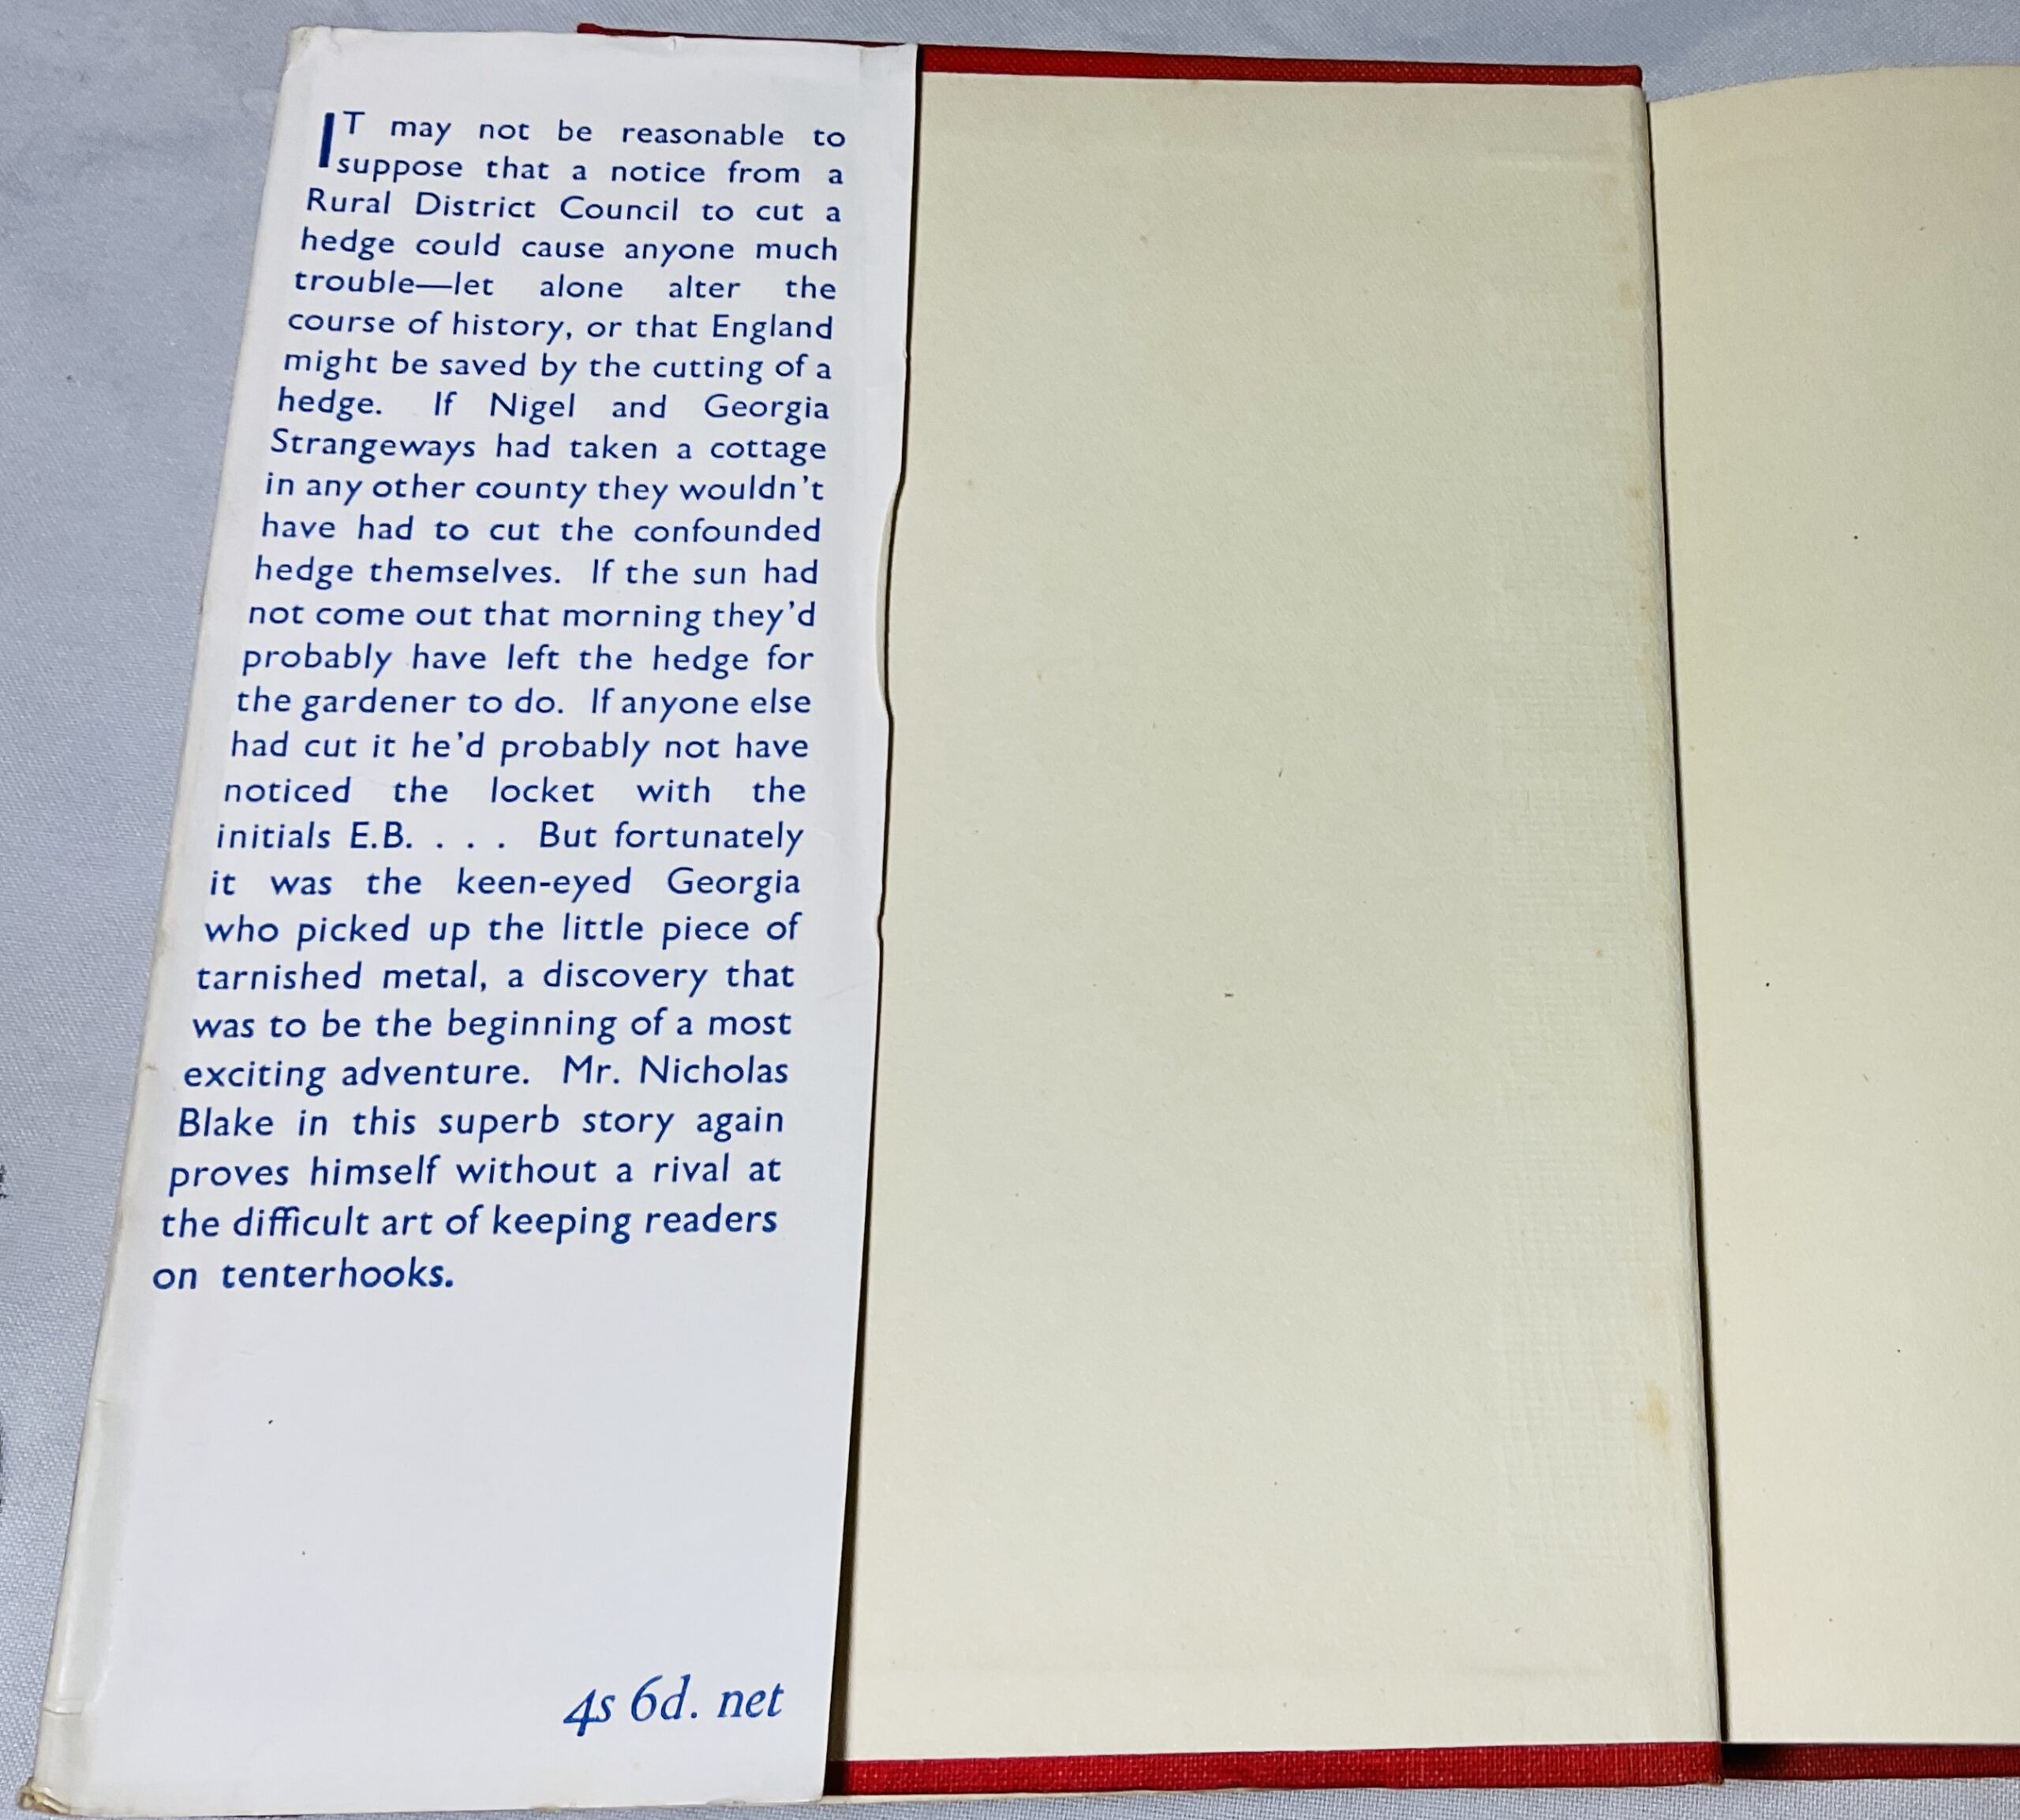 IT may not be reasonable to
suppose that a notice from a
Rural District Council to cut a
hedge could cause anyone much
trouble—let alone alter the
course of history, or that England
might be saved by the cutting of a
hedge. If Nigel and Georgia
Strangeways had taken a cottage
in any other county they wouldn't
have had to cut the confounded
hedge themselves. If the sun had
not come out that morning they'd
probably have left the hedge for
the gardener to do. If anyone else
had cut it he'd probably not have
noticed the locket with the
initials E.B. . . . But fortunately
it was the keen-eyed Georgia
who picked up the little piece of
tarnished metal, a discovery that
was to be the beginning of a most
exciting adventure. Mr. Nicholas
Blake in this superb story again
proves himself without a rival at
the difficult art of keeping readers
on tenterhooks.
4s 6d. net